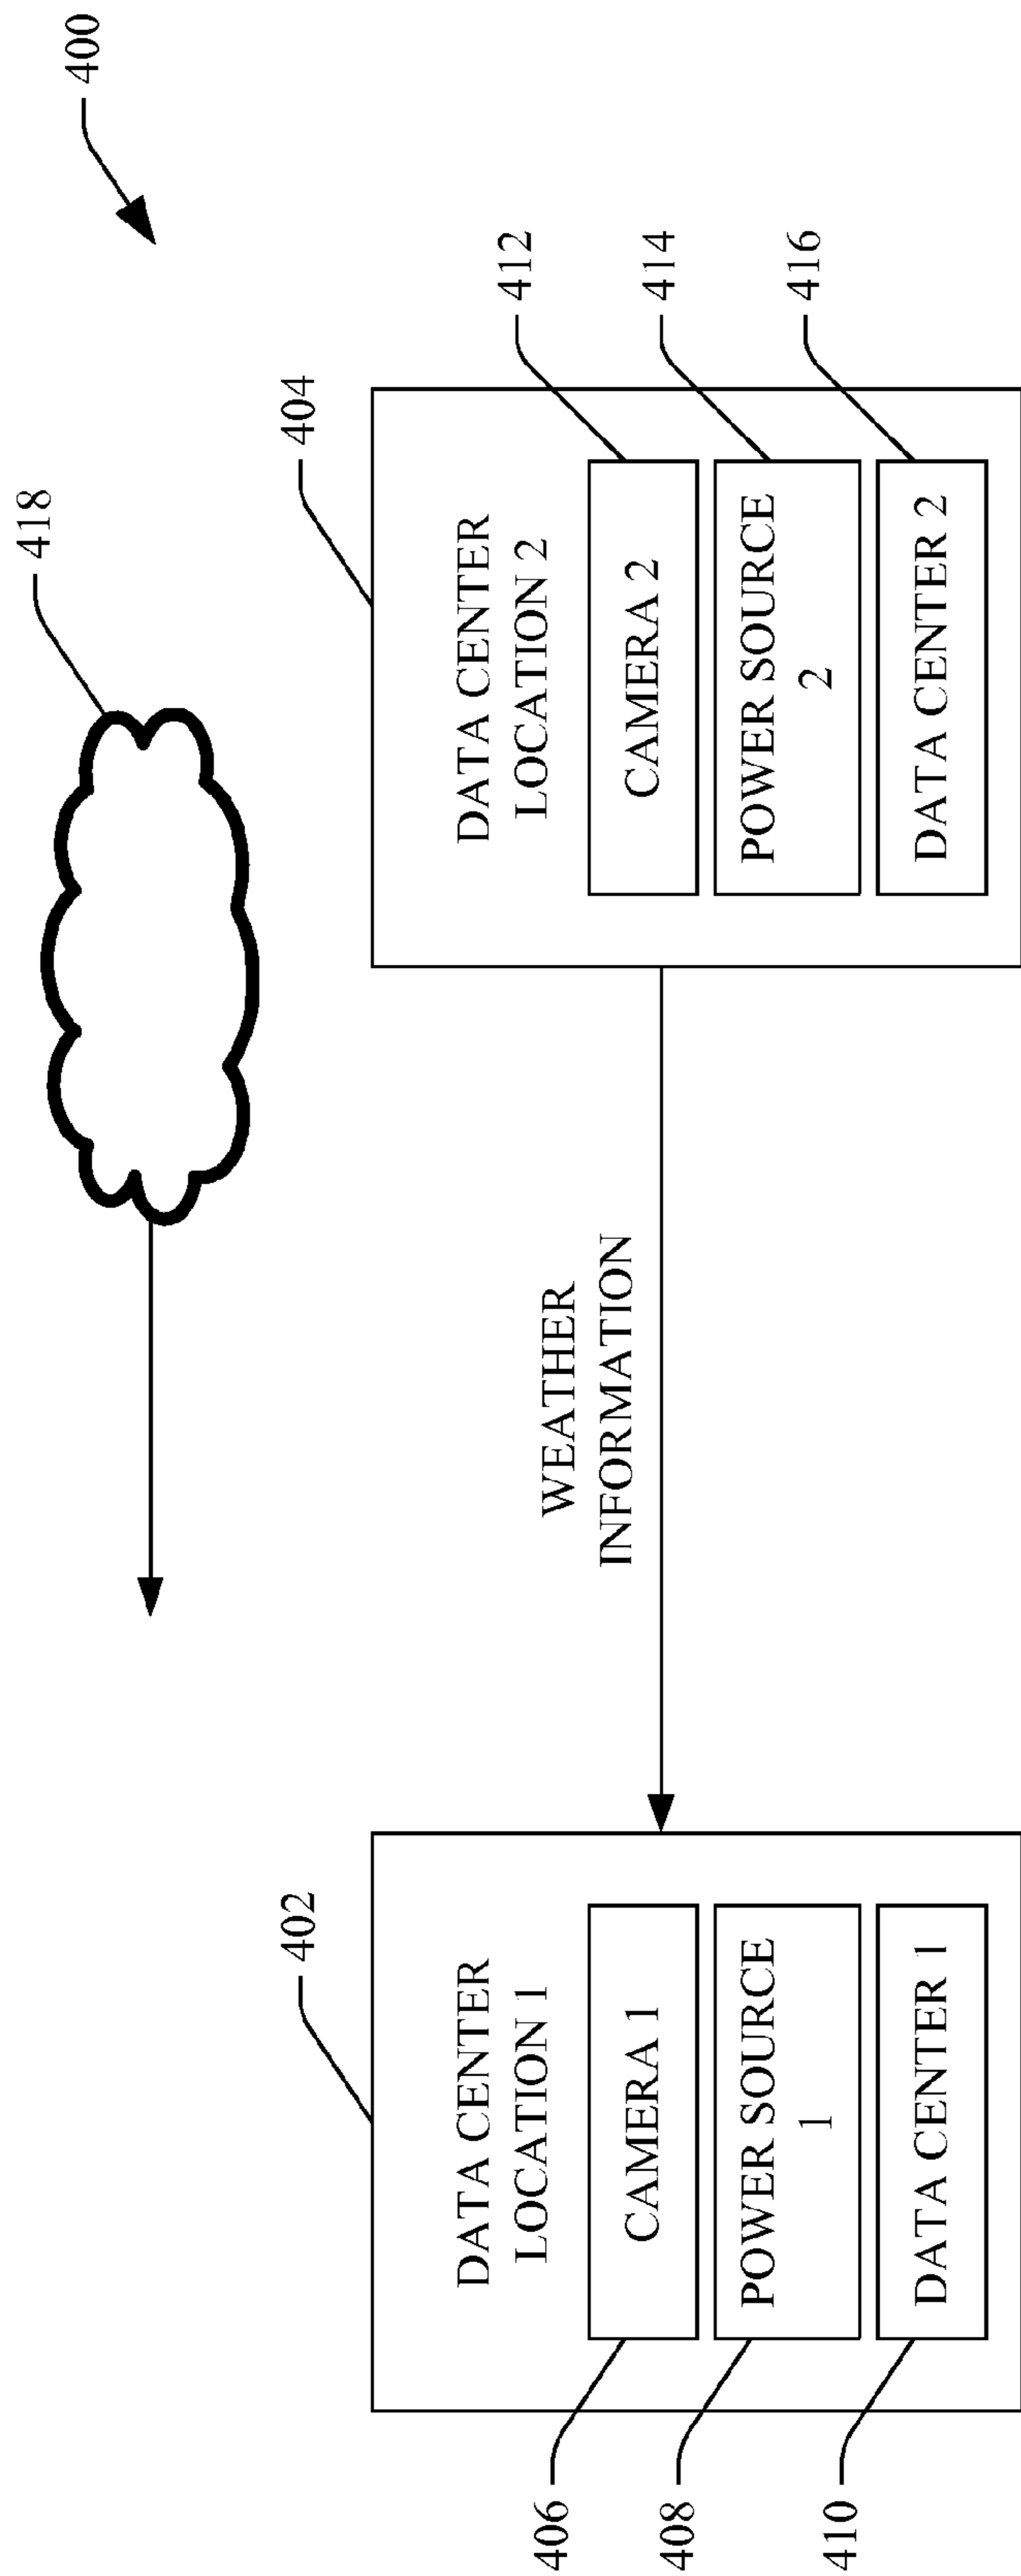 400
418
402
404
DATA CENTER
LOCATION 1
CAMERA 1
POWER SOURCE
1
DATA CENTER 1
406
408
410
WEATHER
INFORMATION
DATA CENTER
LOCATION 2
CAMERA 2
POWER SOURCE
2
DATA CENTER 2
412
414
416